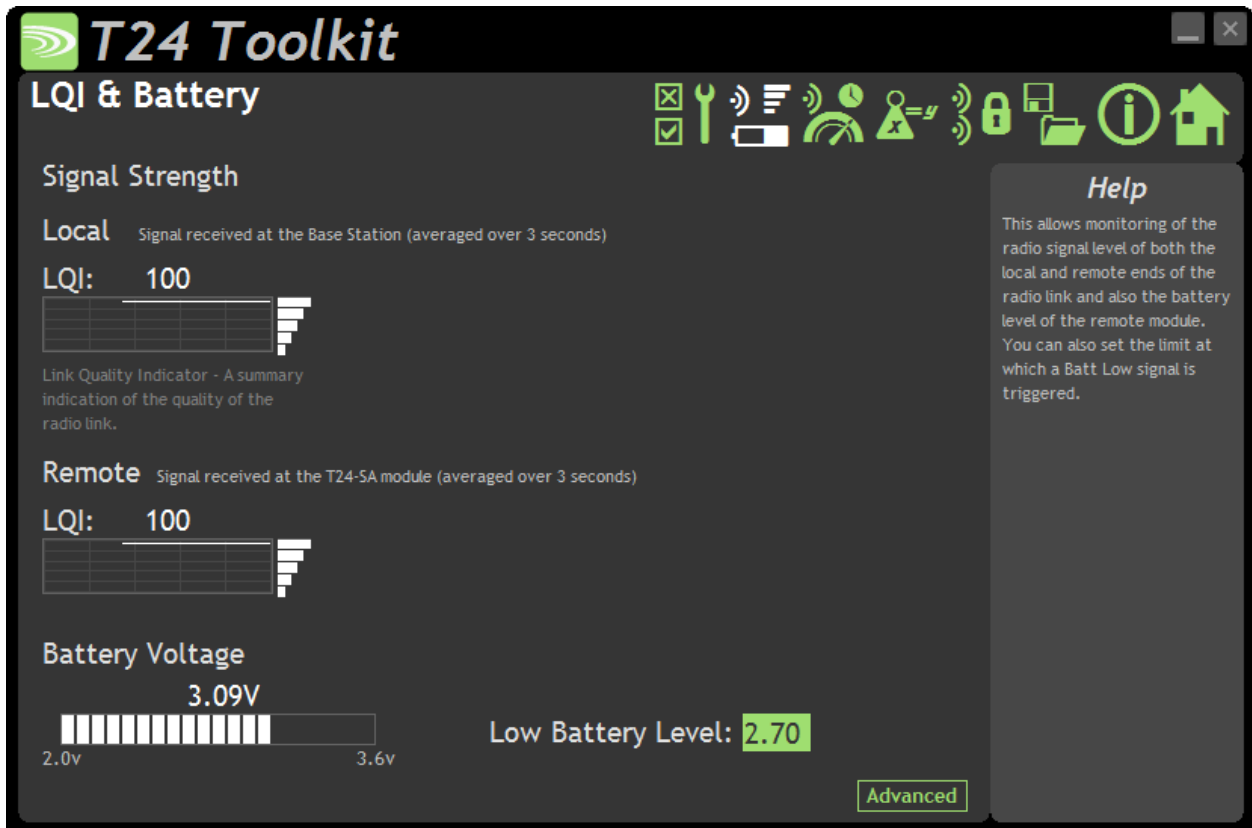 T24 Toolkit
LQI & Battery
x=y
Signal Strength
Local Signal received at the Base Station (averaged over 3 seconds)
LQI: 100
Link Quality Indicator - A summary
indication of the quality of the
radio link.
Remote Signal received at the T24-SA module (averaged over 3 seconds)
LQI: 100
Battery Voltage
3.09V
2.0v 3.6v
Low Battery Level: 2.70
Advanced
Help
This allows monitoring of the
radio signal level of both the
local and remote ends of the
radio link and also the battery
level of the remote module.
You can also set the limit at
which a Batt Low signal is
triggered.